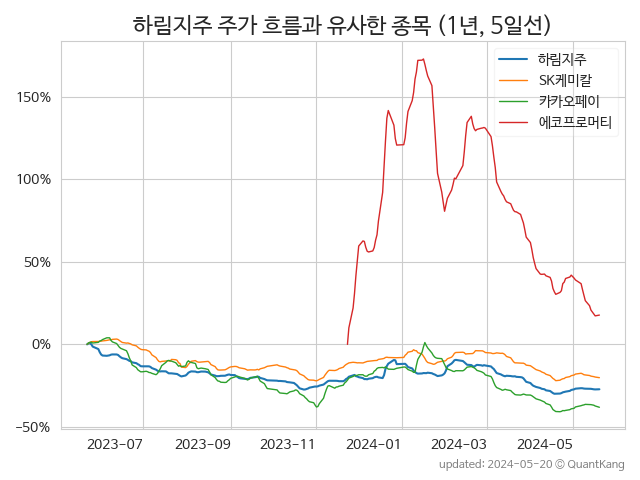 하림지주 주가 흐름과 유사한 종목 (1년, 5일선)
하림지주
SK케미칼
카카오페이
에코프로머티
150%
100%
50%
0%
−50%
2023-07 2023-09 2023-11 2024-01 2024-03 2024-05
updated: 2024-05-20 © QuantKang